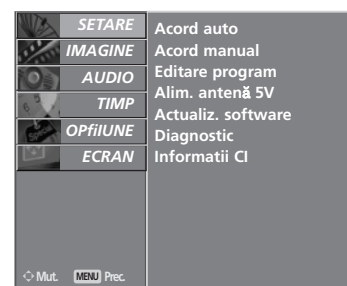 SETARE
IMAGINE
AUDIO
TIMP
OPfiIUNE
ECRAN
Acord auto
Acord manual
Editare program
Alim. antenă 5V
Actualiz. software
Diagnostic
Informatii CI
Mut. MENU Prec.